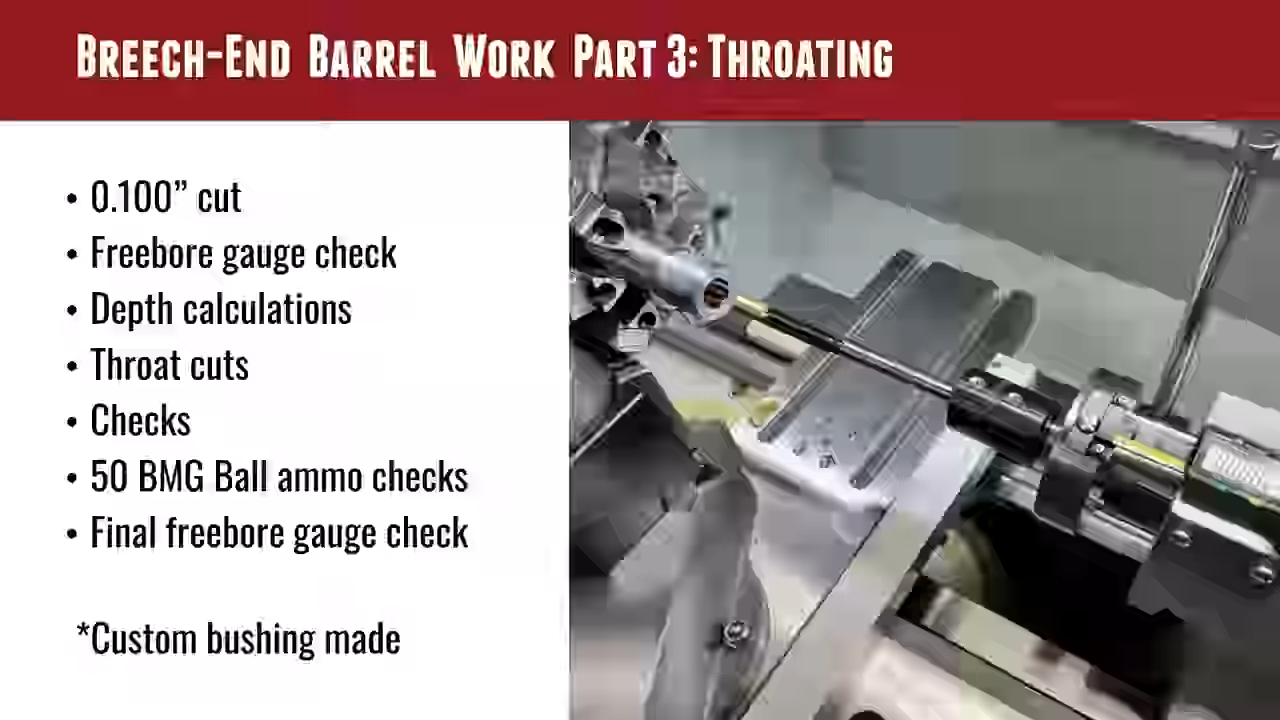 Breech-End Barrel Work Part 3: Throating
• 0.100” cut
• Freebore gauge check
• Depth calculations
• Throat cuts
• Checks
• 50 BMG Ball ammo checks
• Final freebore gauge check
*Custom bushing made